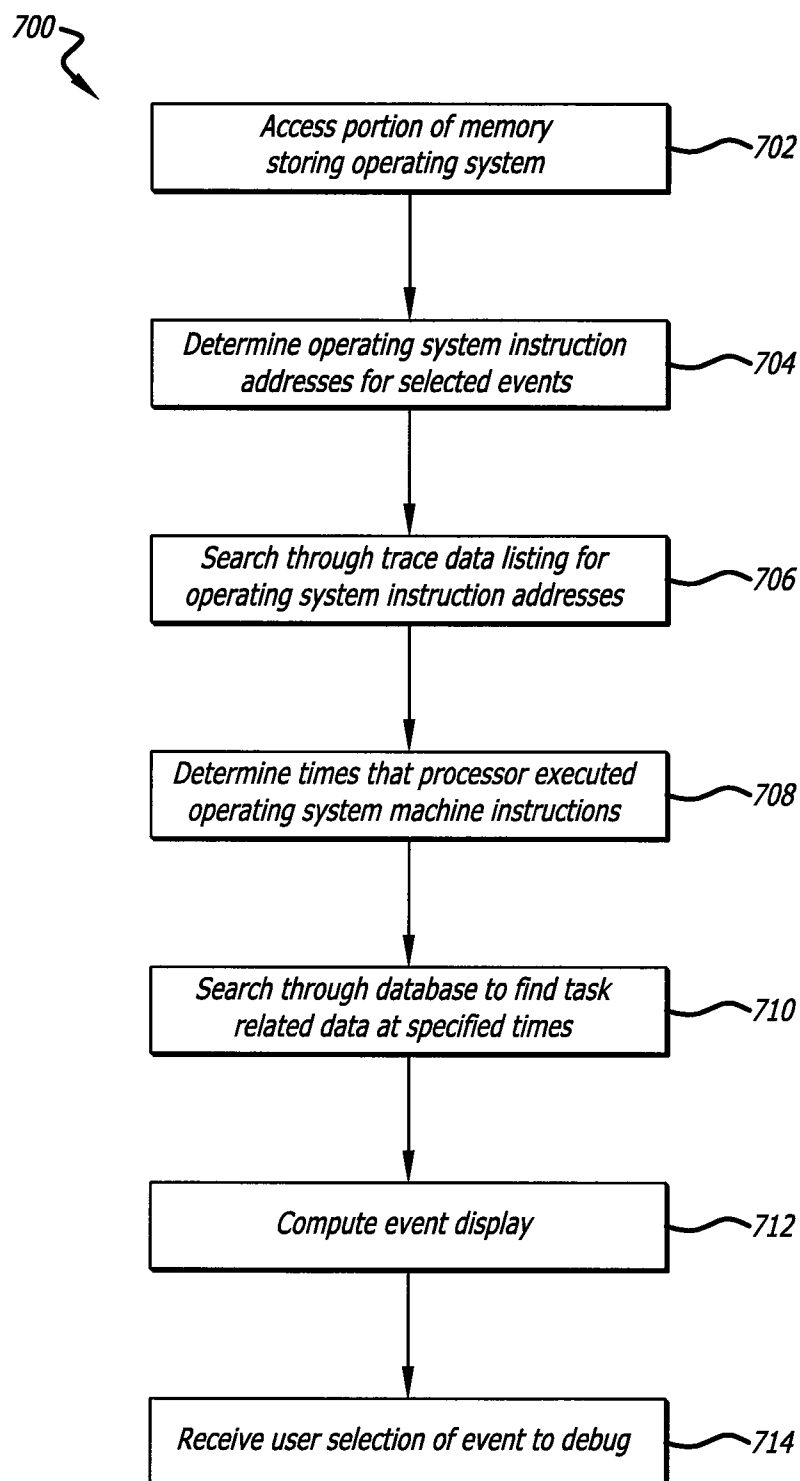 700
Access portion of memory
storing operating system
702
Determine operating system instruction
addresses for selected events
704
Search through trace data listing for
operating system instruction addresses
706
Determine times that processor executed
operating system machine instructions
708
Search through database to find task
related data at specified times
710
Compute event display
712
Receive user selection of event to debug
714